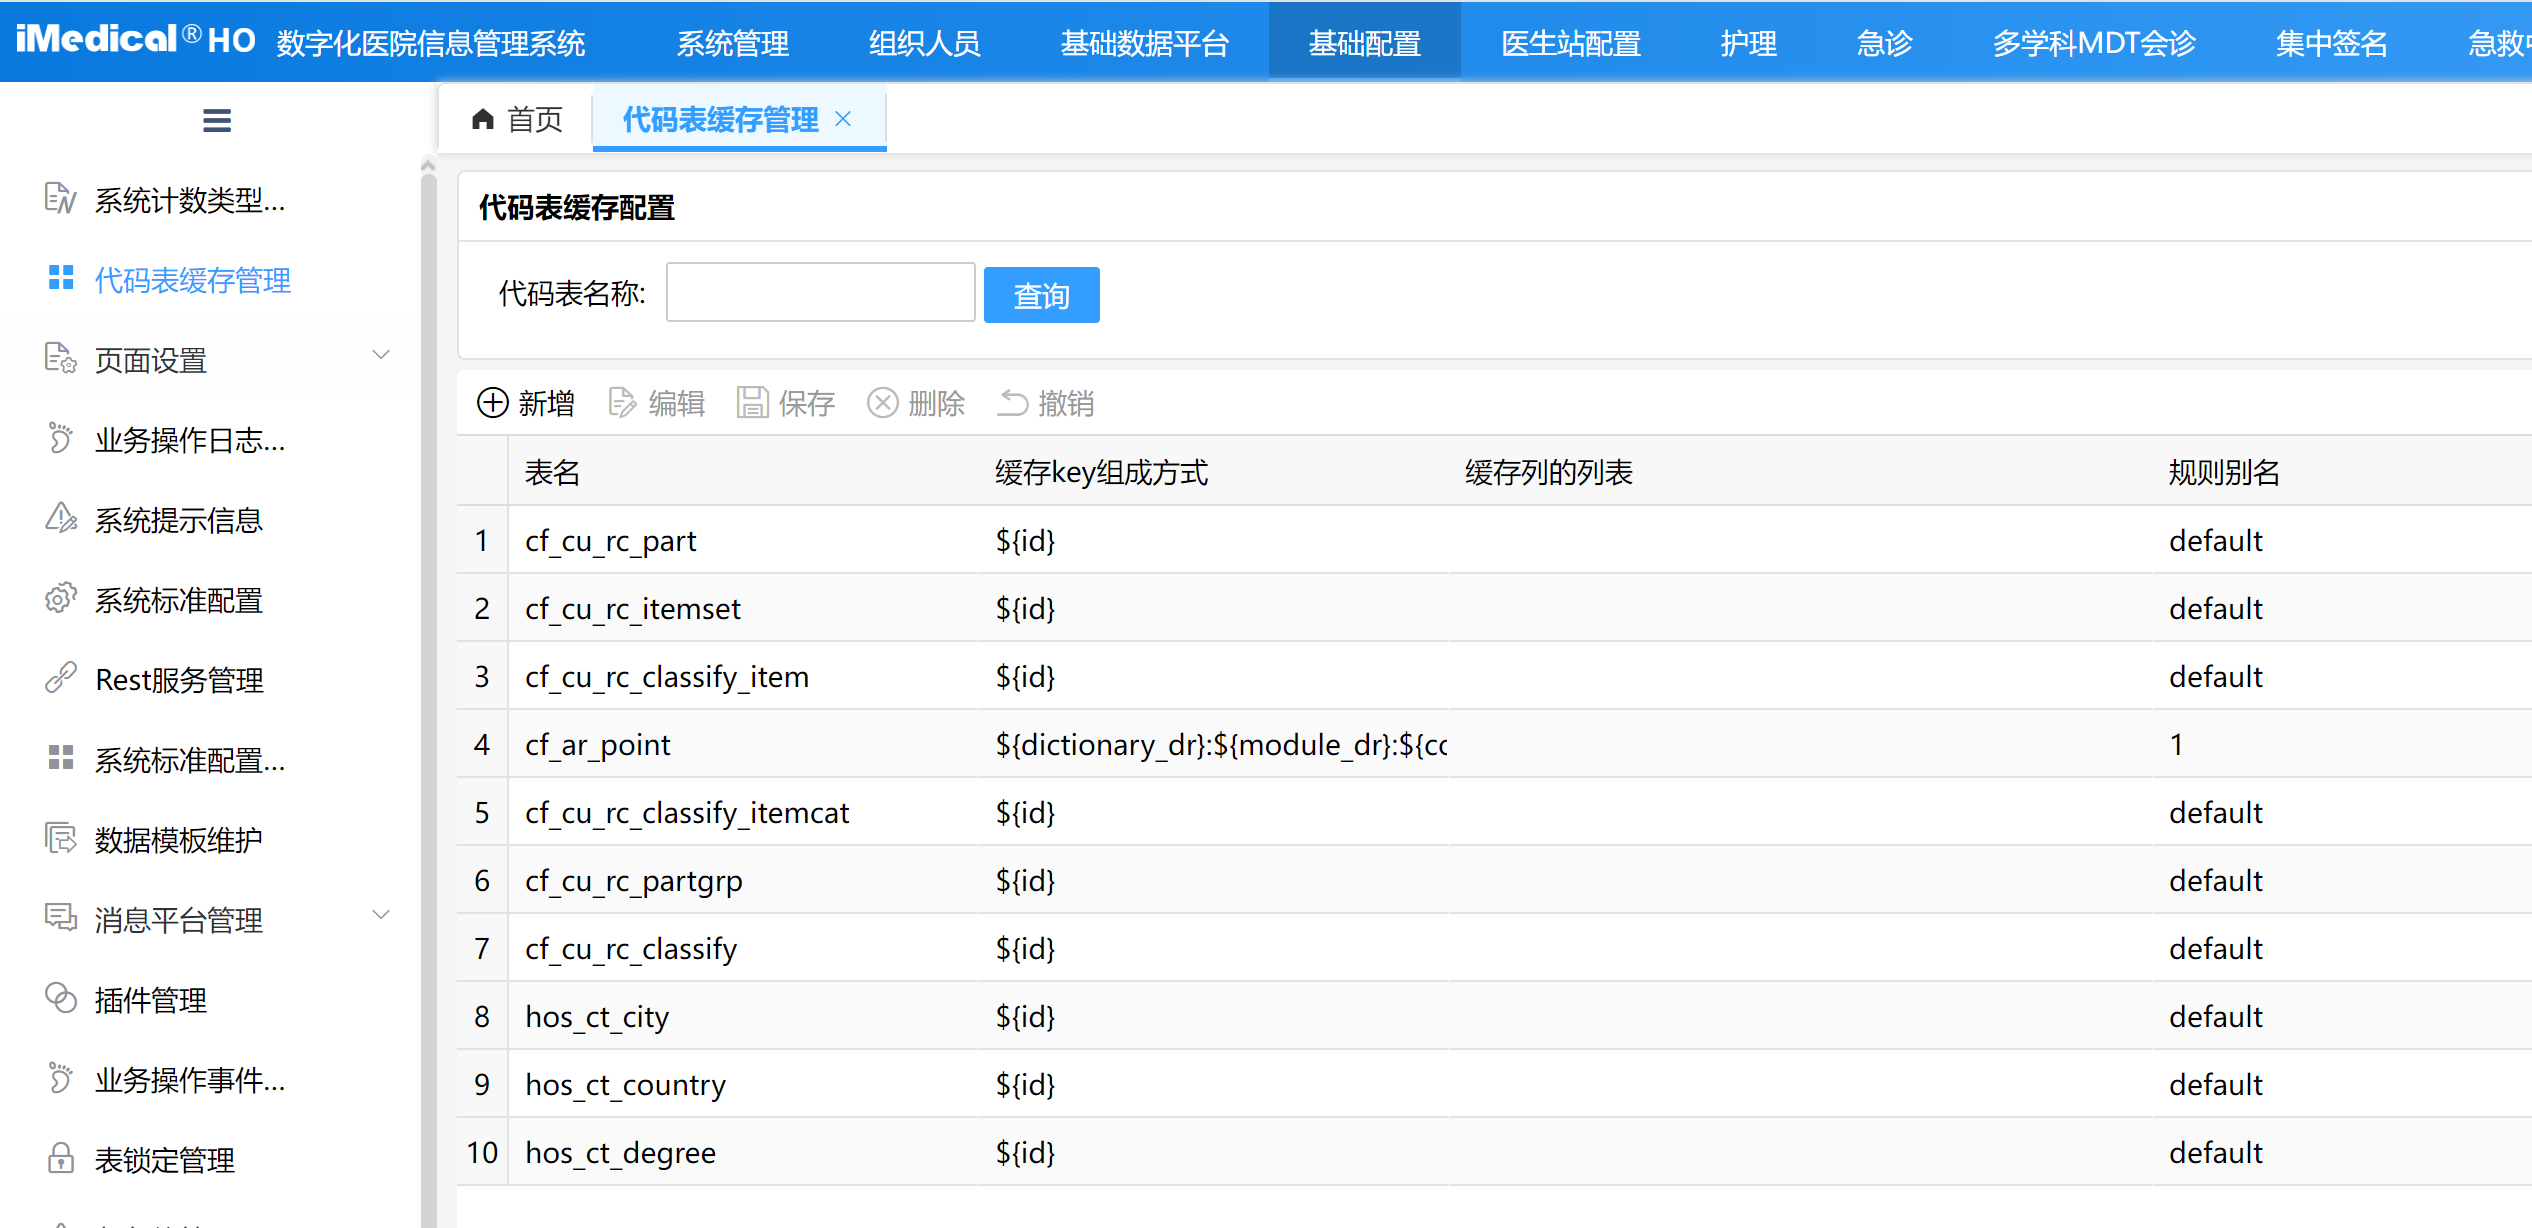 iMedical®HO 数字化医院信息管理系统 系统管理 组织人员 基础数据平台 基础配置 医生站配置 护理 急诊 多学科MDT会诊 集中签名 急救
首页 代码表缓存管理
系统计数类型...
代码表缓存管理
页面设置
业务操作日志...
系统提示信息
系统标准配置
Rest服务管理
系统标准配置...
数据模板维护
消息平台管理
插件管理
业务操作事件...
表锁定管理
代码表缓存配置
代码表名称: 查询
新增 编辑 保存 删除 撤销
表名 缓存key组成方式 缓存列的列表 规则别名
1 cf_cu_rc_part ${id} default
2 cf_cu_rc_itemset ${id} default
3 cf_cu_rc_classify_item ${id} default
4 cf_ar_point ${dictionary_dr}:${module_dr}:${cc 1
5 cf_cu_rc_classify_itemcat ${id} default
6 cf_cu_rc_partgrp ${id} default
7 cf_cu_rc_classify ${id} default
8 hos_ct_city ${id} default
9 hos_ct_country ${id} default
10 hos_ct_degree ${id} default